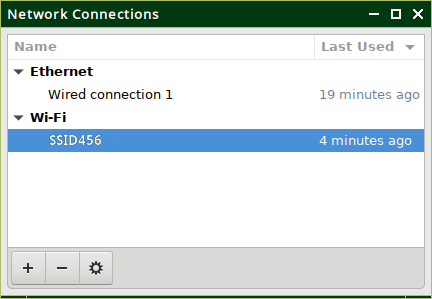 Network Connections
Name Last Used
Ethernet
Wired connection 1 19 minutes ago
Wi-Fi
SSID456 4 minutes ago